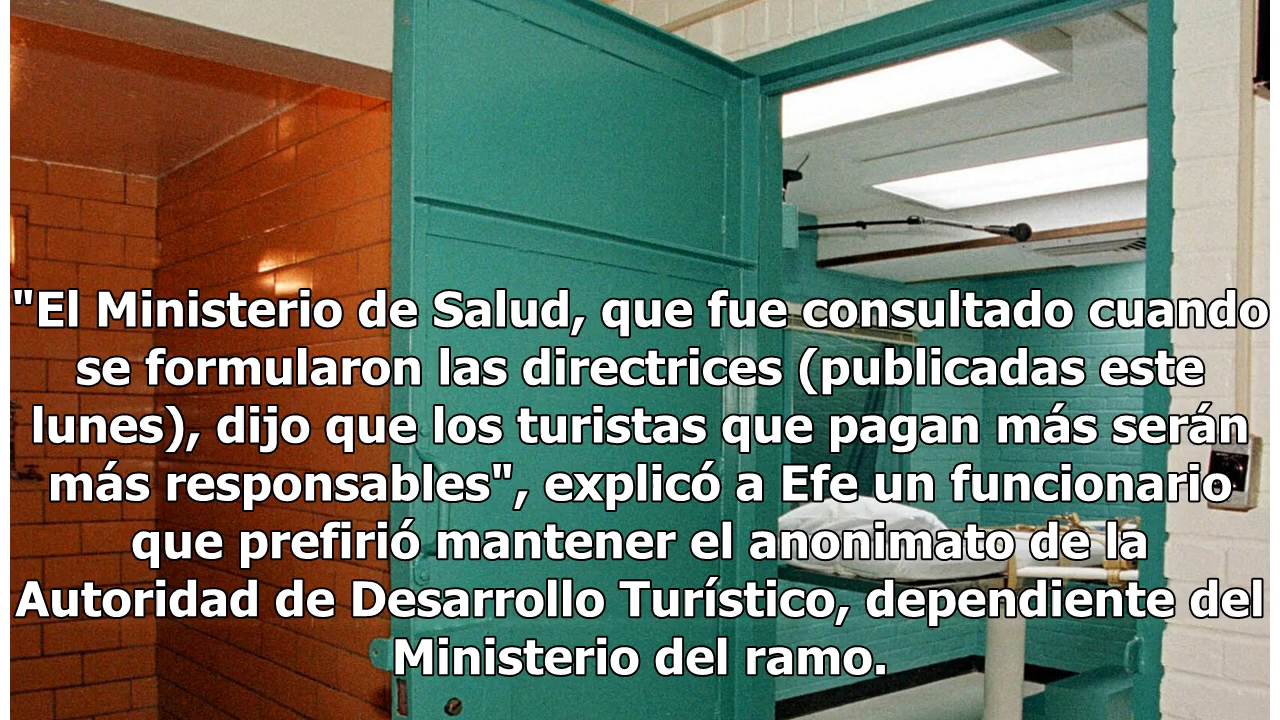 "El Ministerio de Salud, que fue consultado cuando
se formularon las directrices (publicadas este
lunes), dijo que los turistas que pagan más serán
más responsables", explicó a Efe un funcionario
que prefirió mantener el anonimato de la
Autoridad de Desarrollo Turístico, dependiente del
Ministerio del ramo.